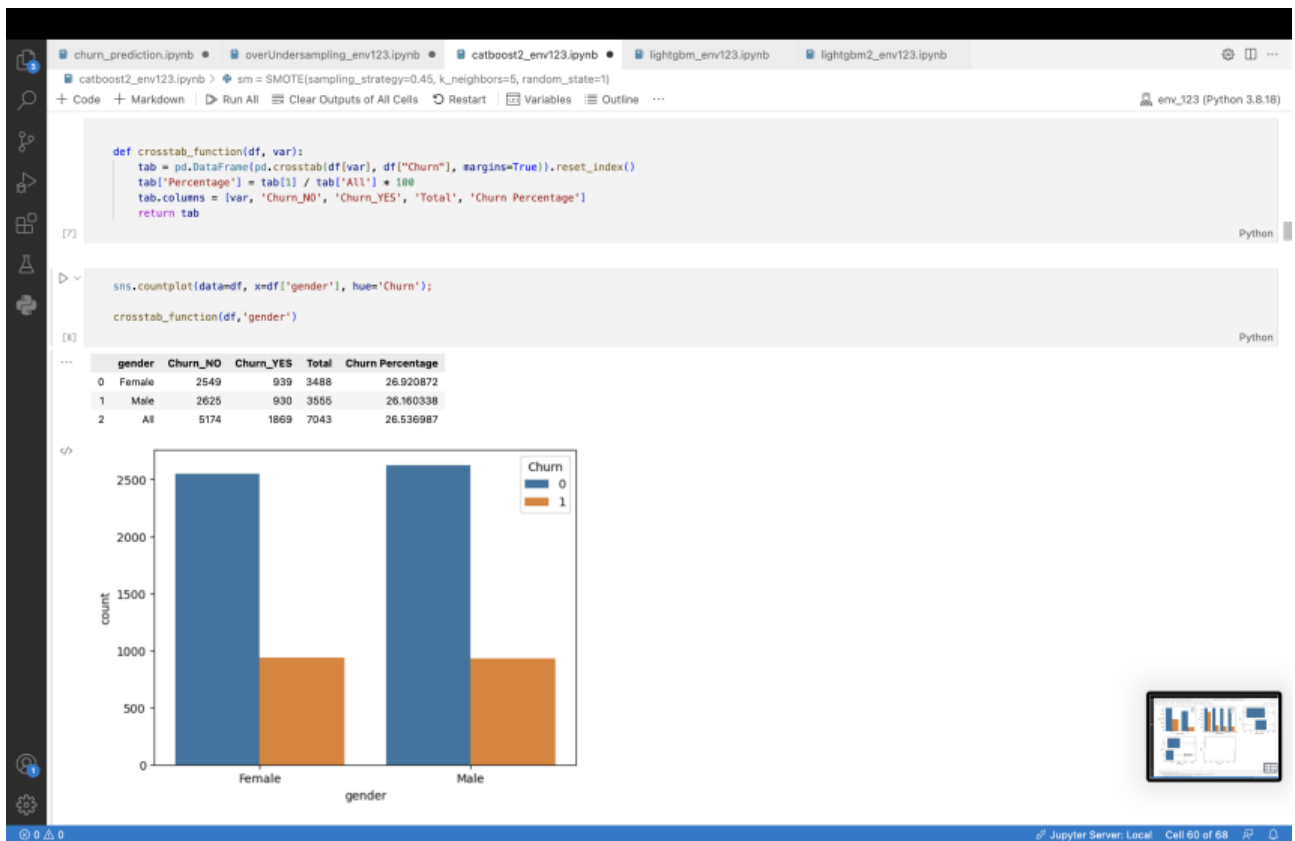 churn_prediction.ipynb
overUndersampling_env123.ipynb
catboost2_env123.ipynb
lightgbm_env123.ipynb
lightgbm2_env123.ipynb
catboost2_env123.ipynb > sm = SMOTE(sampling_strategy=0.45, k_neighbors=5, random_state=1)
+ Code + Markdown Run All Clear Outputs of All Cells Restart Variables Outline ... env_123 (Python 3.8.18)
3
def crosstab_function(df, var):
tab = pd.DataFrame(pd.crosstab(df[var], df["Churn"], margins=True)).reset_index()
tab['Percentage'] = tab[1] / tab['All'] * 100
tab.columns = [var, 'Churn_NO', 'Churn_YES', 'Total', 'Churn Percentage']
return tab
[7] Python
sns.countplot(data=df, x=df['gender'], hue='Churn');
crosstab_function(df,'gender')
[8] Python
gender Churn_NO Churn_YES Total Churn Percentage
0 Female 2549 939 3488 26.920872
1 Male 2625 930 3555 26.160338
2 All 5174 1869 7043 26.536987
Churn
0
1
2500
2000
1500
1000
500
0
count
Female Male
gender
1
0 0 Jupyter Server: Local Cell 60 of 68